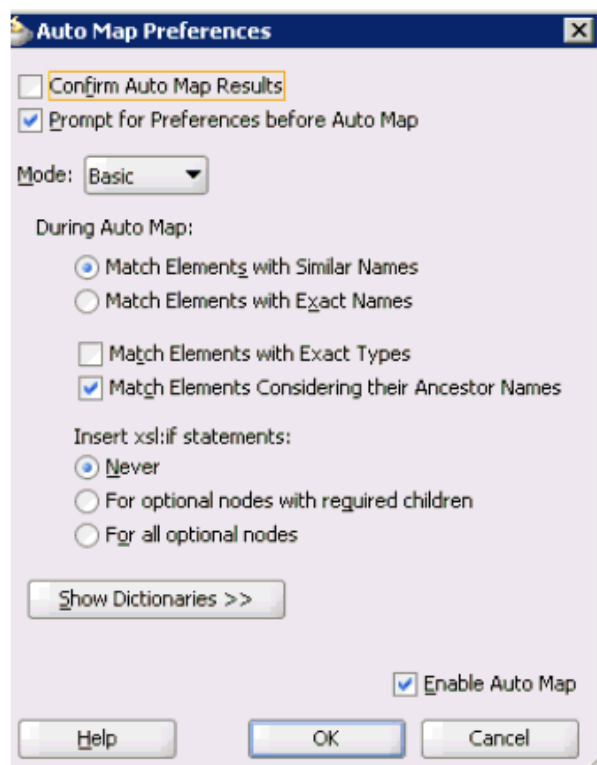 Auto Map Preferences
Confirm Auto Map Results
Prompt for Preferences before Auto Map
Mode: Basic
During Auto Map:
Match Elements with Similar Names
Match Elements with Exact Names
Match Elements with Exact Types
Match Elements Considering their Ancestor Names
Insert xsl:if statements:
Never
For optional nodes with required children
For all optional nodes
Show Dictionaries >>
Enable Auto Map
Help OK Cancel